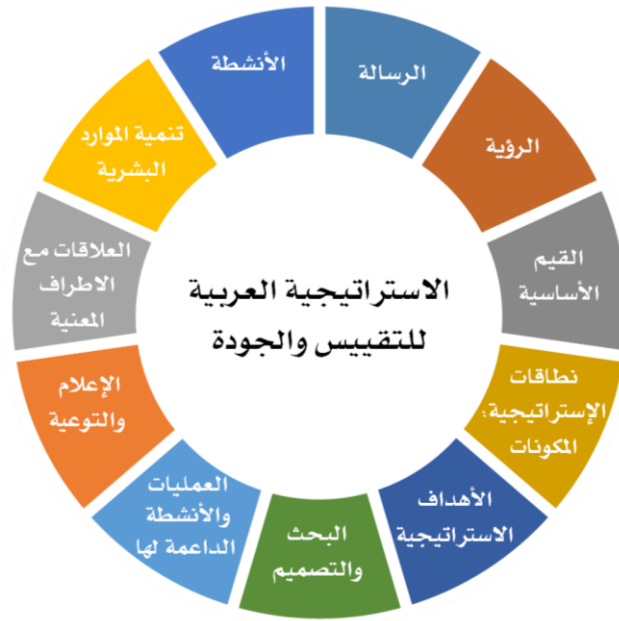 الاستراتيجية العربية
للتقييس والجودة
الرسالة
الرؤية
القيم
الأساسية
نطاقات
الإستراتيجية:
المكونات
الأهداف
الاستراتيجية
البحث
والتصميم
العمليات
والأنشطة
الداعمة لها
الإعلام
والتوعية
العلاقات مع
الاطراف
المعنية
تنمية الموارد
البشرية
الأنشطة